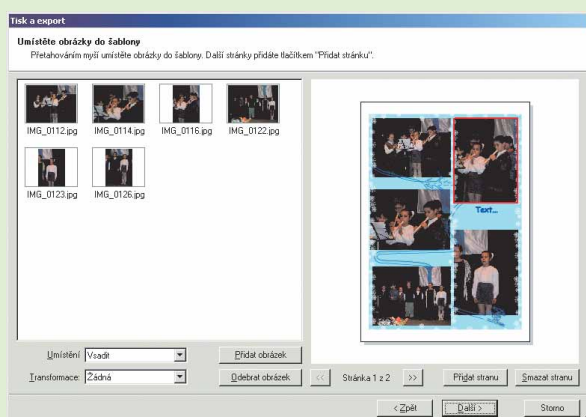 Tisk a export
Umístěte obrázky do šablony
Přetahováním myší umístěte obrázky do šablony. Další stránky přidáte tlačítkem "Přidat stránku".
IMG_0112.jpg IMG_0114.jpg IMG_0116.jpg IMG_0122.jpg
IMG_0123.jpg IMG_0126.jpg
Text...
Umístění Vsadit Přidat obrázek
Transformace: Žádná Odebrat obrázek << Stránka 1 z 2 >> Přidat stranu Smazat stranu
< Zpět Další > Storno